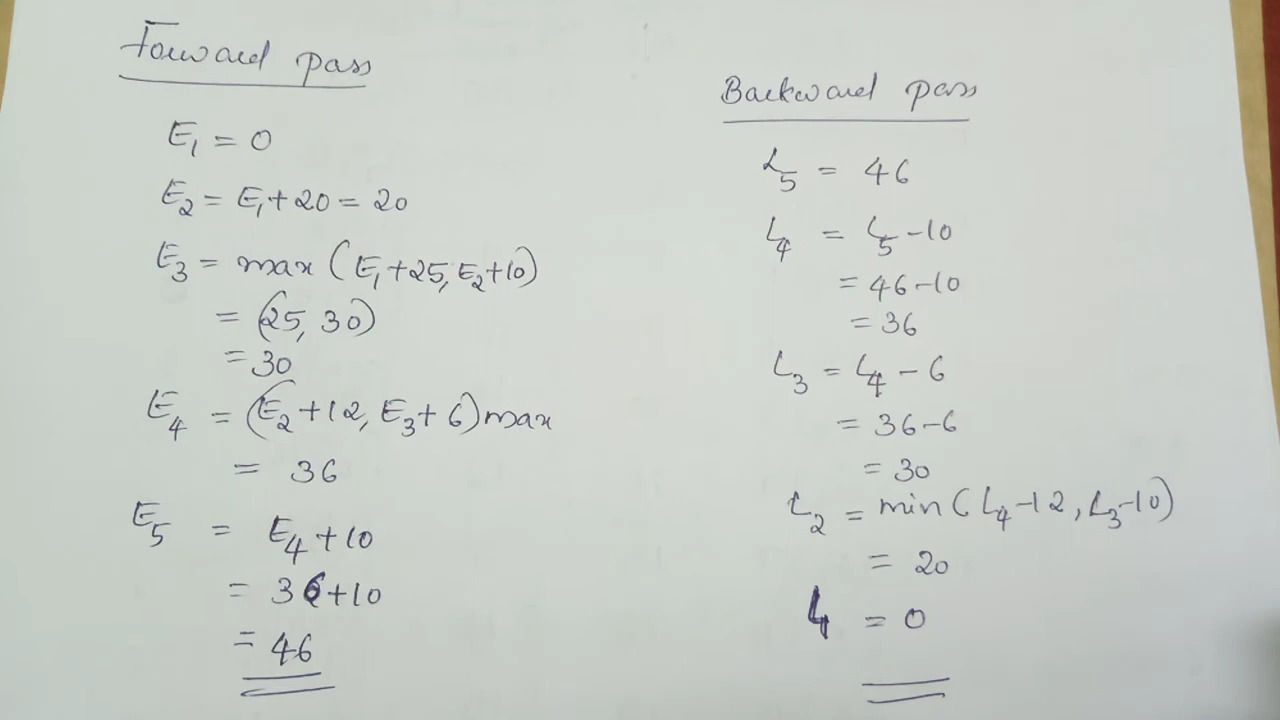 Forward pass
E₁ = 0
E₂ = E₁ + 20 = 20
E₃ = max (E₁ + 25, E₂ + 10)
= (25, 30)
= 30
E₄ = (E₂ + 12, E₃ + 6) max
= 36
E₅ = E₄ + 10
= 36 + 10
= 46
Backward pass
L₅ = 46
L₄ = L₅ - 10
= 46 - 10
= 36
L₃ = L₄ - 6
= 36 - 6
= 30
L₂ = min (L₄ - 12, L₃ - 10)
= 20
L₁ = 0